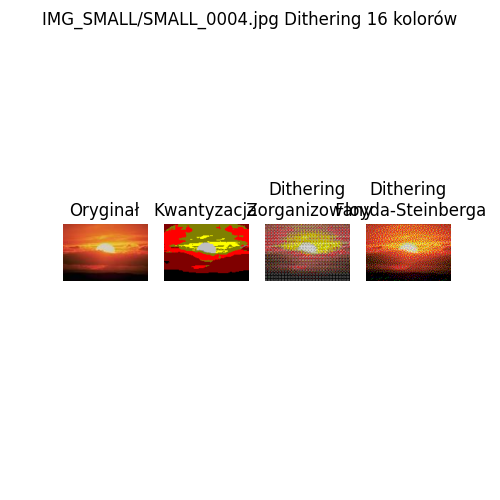 IMG_SMALL/SMALL_0004.jpg Dithering 16 kolorów
Oryginał
Kwantyzacja
Dithering
Zorganizowany
Dithering
Floyda-Steinberga